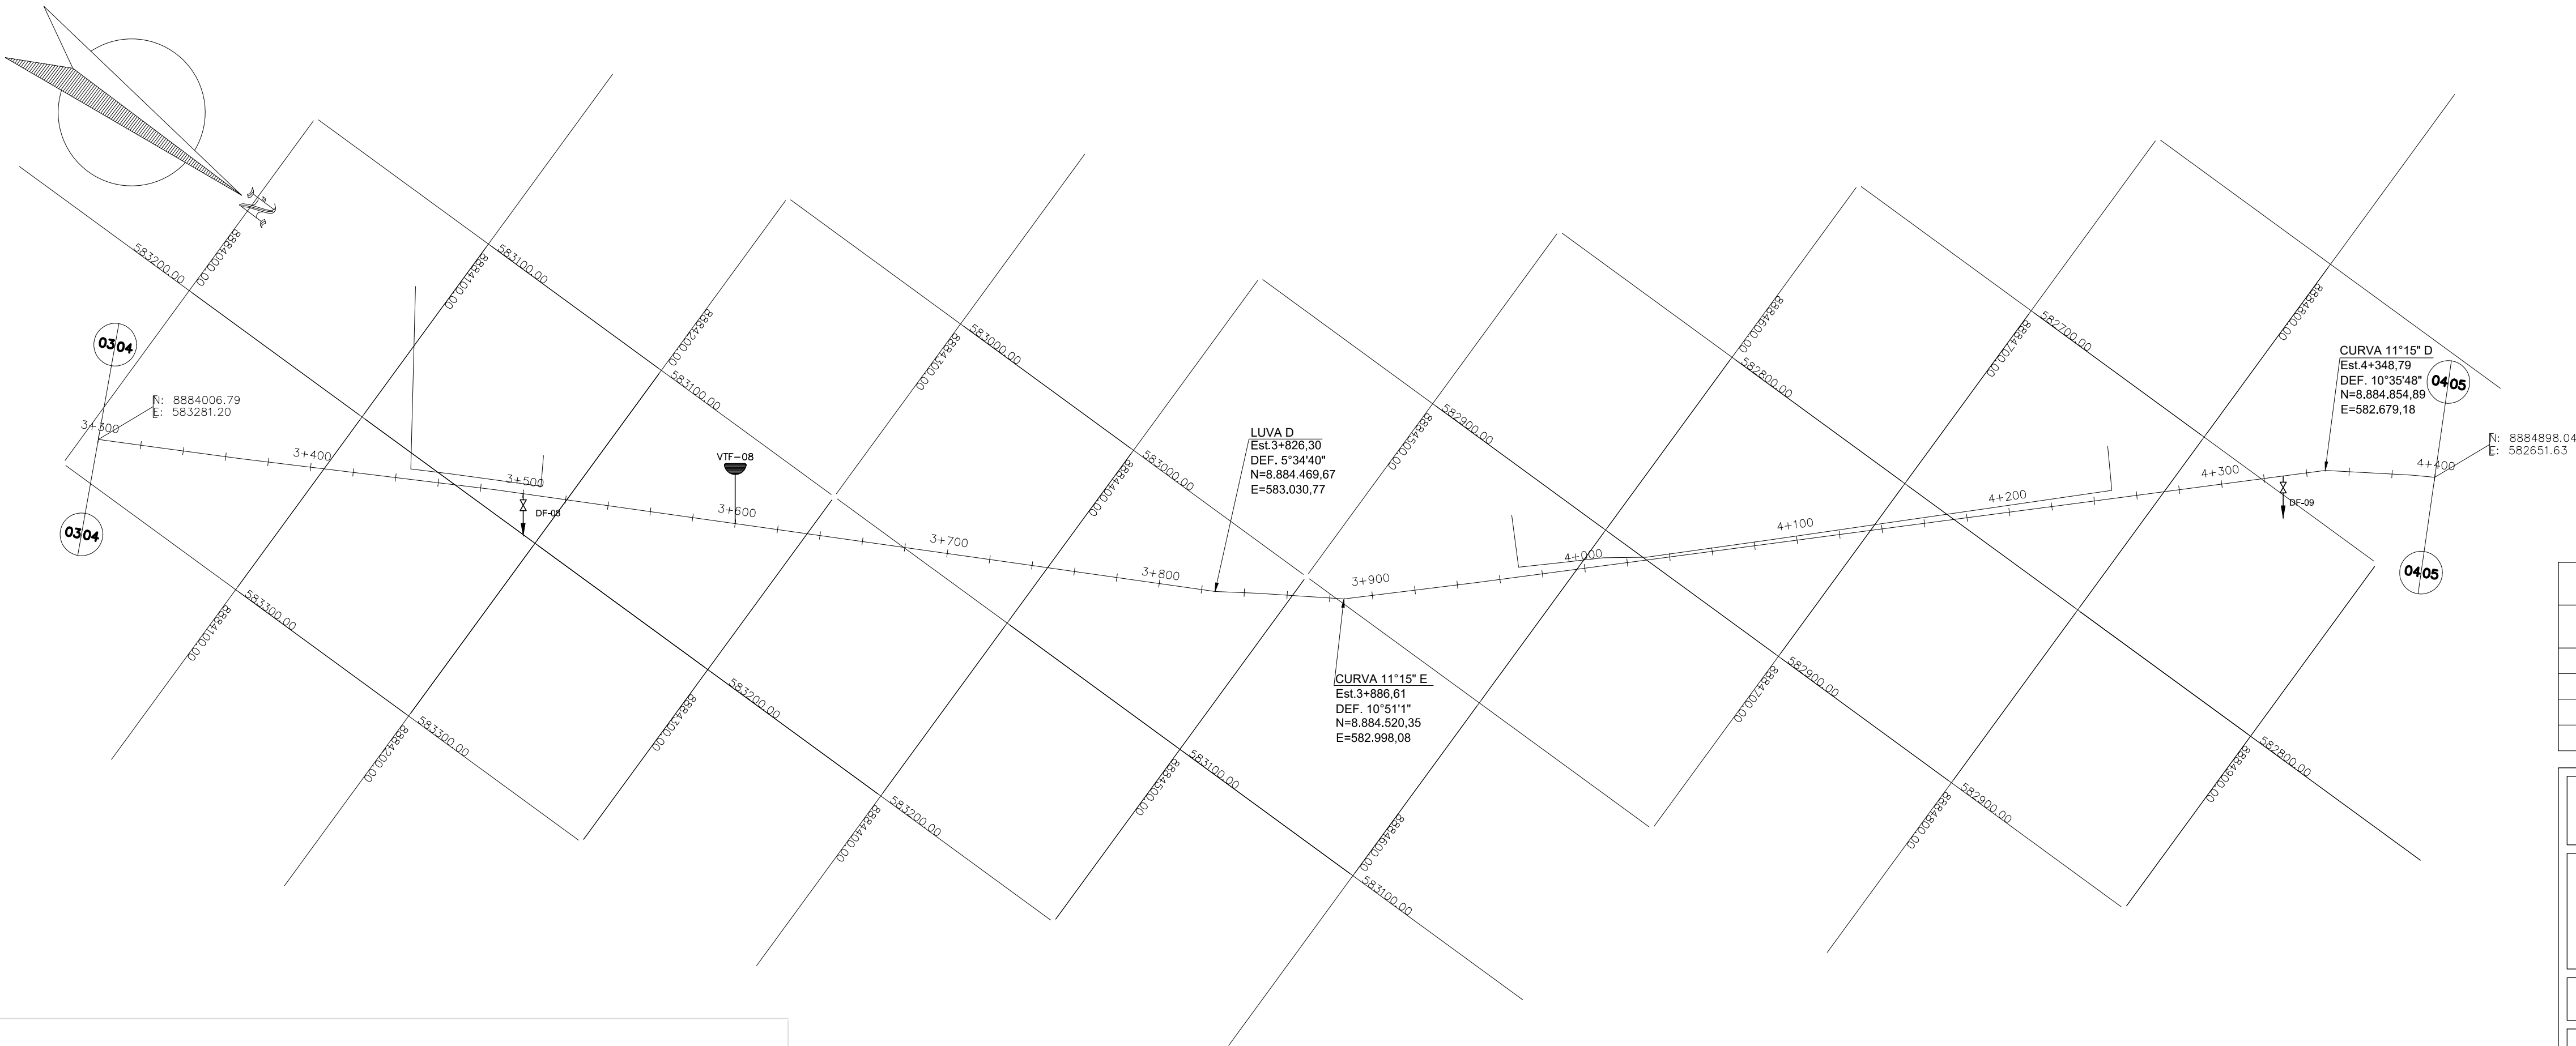 N
8884000.00
583200.00
8884100.00
583100.00
8884200.00
583100.00
8884300.00
583000.00
8884400.00
583000.00
8884500.00
582900.00
8884600.00
582800.00
8884700.00
582700.00
8884800.00
03 04
N: 8884006.79
E: 583281.20
3+300
3+400
3+500
DF-08
VTF-08
3+600
3+700
3+800
LUVA D
Est.3+826,30
DEF. 5°34'40"
N=8.884.469,67
E=583.030,77
3+900
CURVA 11°15" E
Est.3+886,61
DEF. 10°51'1"
N=8.884.520,35
E=582.998,08
4+000
4+100
4+200
4+300
DF-09
CURVA 11°15" D
Est.4+348,79
DEF. 10°35'48"
N=8.884.854,89
E=582.679,18
04 05
4+400
N: 8884898.04
E: 582651.63
03 04
04 05
8884100.00
583300.00
8884200.00
583300.00
8884300.00
583200.00
8884400.00
583200.00
8884500.00
583100.00
8884600.00
583100.00
8884700.00
582900.00
8884800.00
582900.00
8884900.00
582800.00